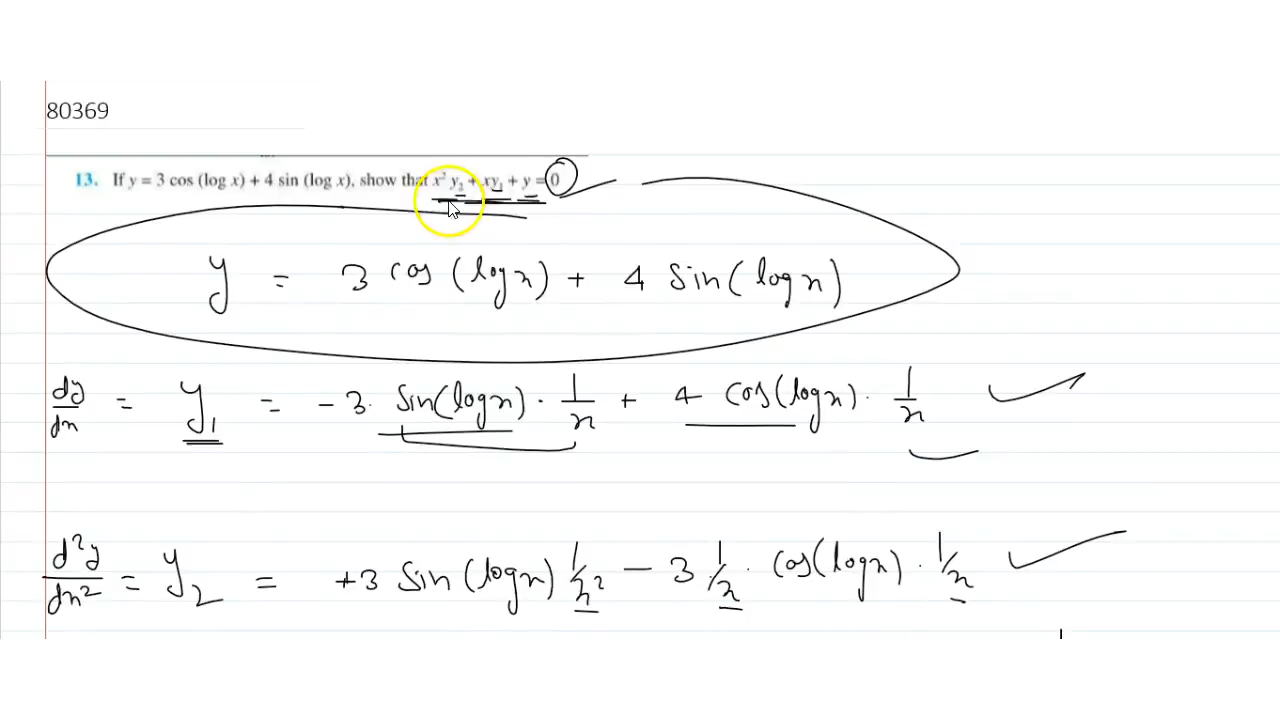 80369
13. If y = 3 cos (log x) + 4 sin (log x), show that x² y₂ + xy₁ + y = 0
y = 3 cos (log x) + 4 sin (log x)
dy/dx = y₁ = -3. sin(log x) · 1/x + 4 cos(log x) · 1/x
d²y/dx² = y₂ = +3 sin (log x) 1/x² - 3 1/x · cos(log x) · 1/x